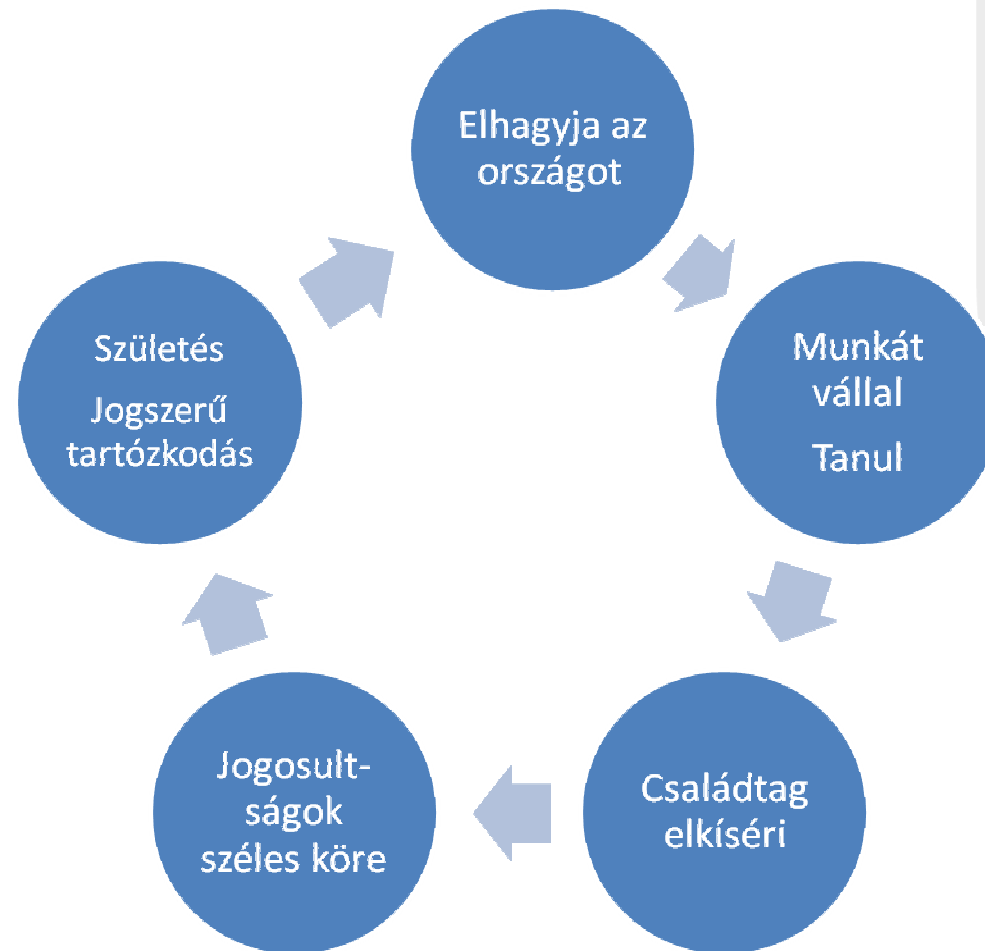 Elhagyja az
országot
Munkát
vállal
Tanul
Családtag
elkíséri
Jogosult-
ságok
széles köre
Születés
Jogszerű
tartózkodás